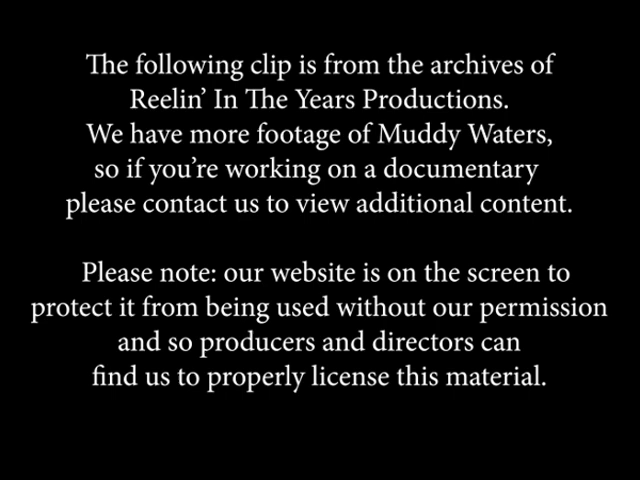 The following clip is from the archives of
Reelin’ In The Years Productions.
We have more footage of Muddy Waters,
so if you’re working on a documentary
please contact us to view additional content.
Please note: our website is on the screen to
protect it from being used without our permission
and so producers and directors can
find us to properly license this material.